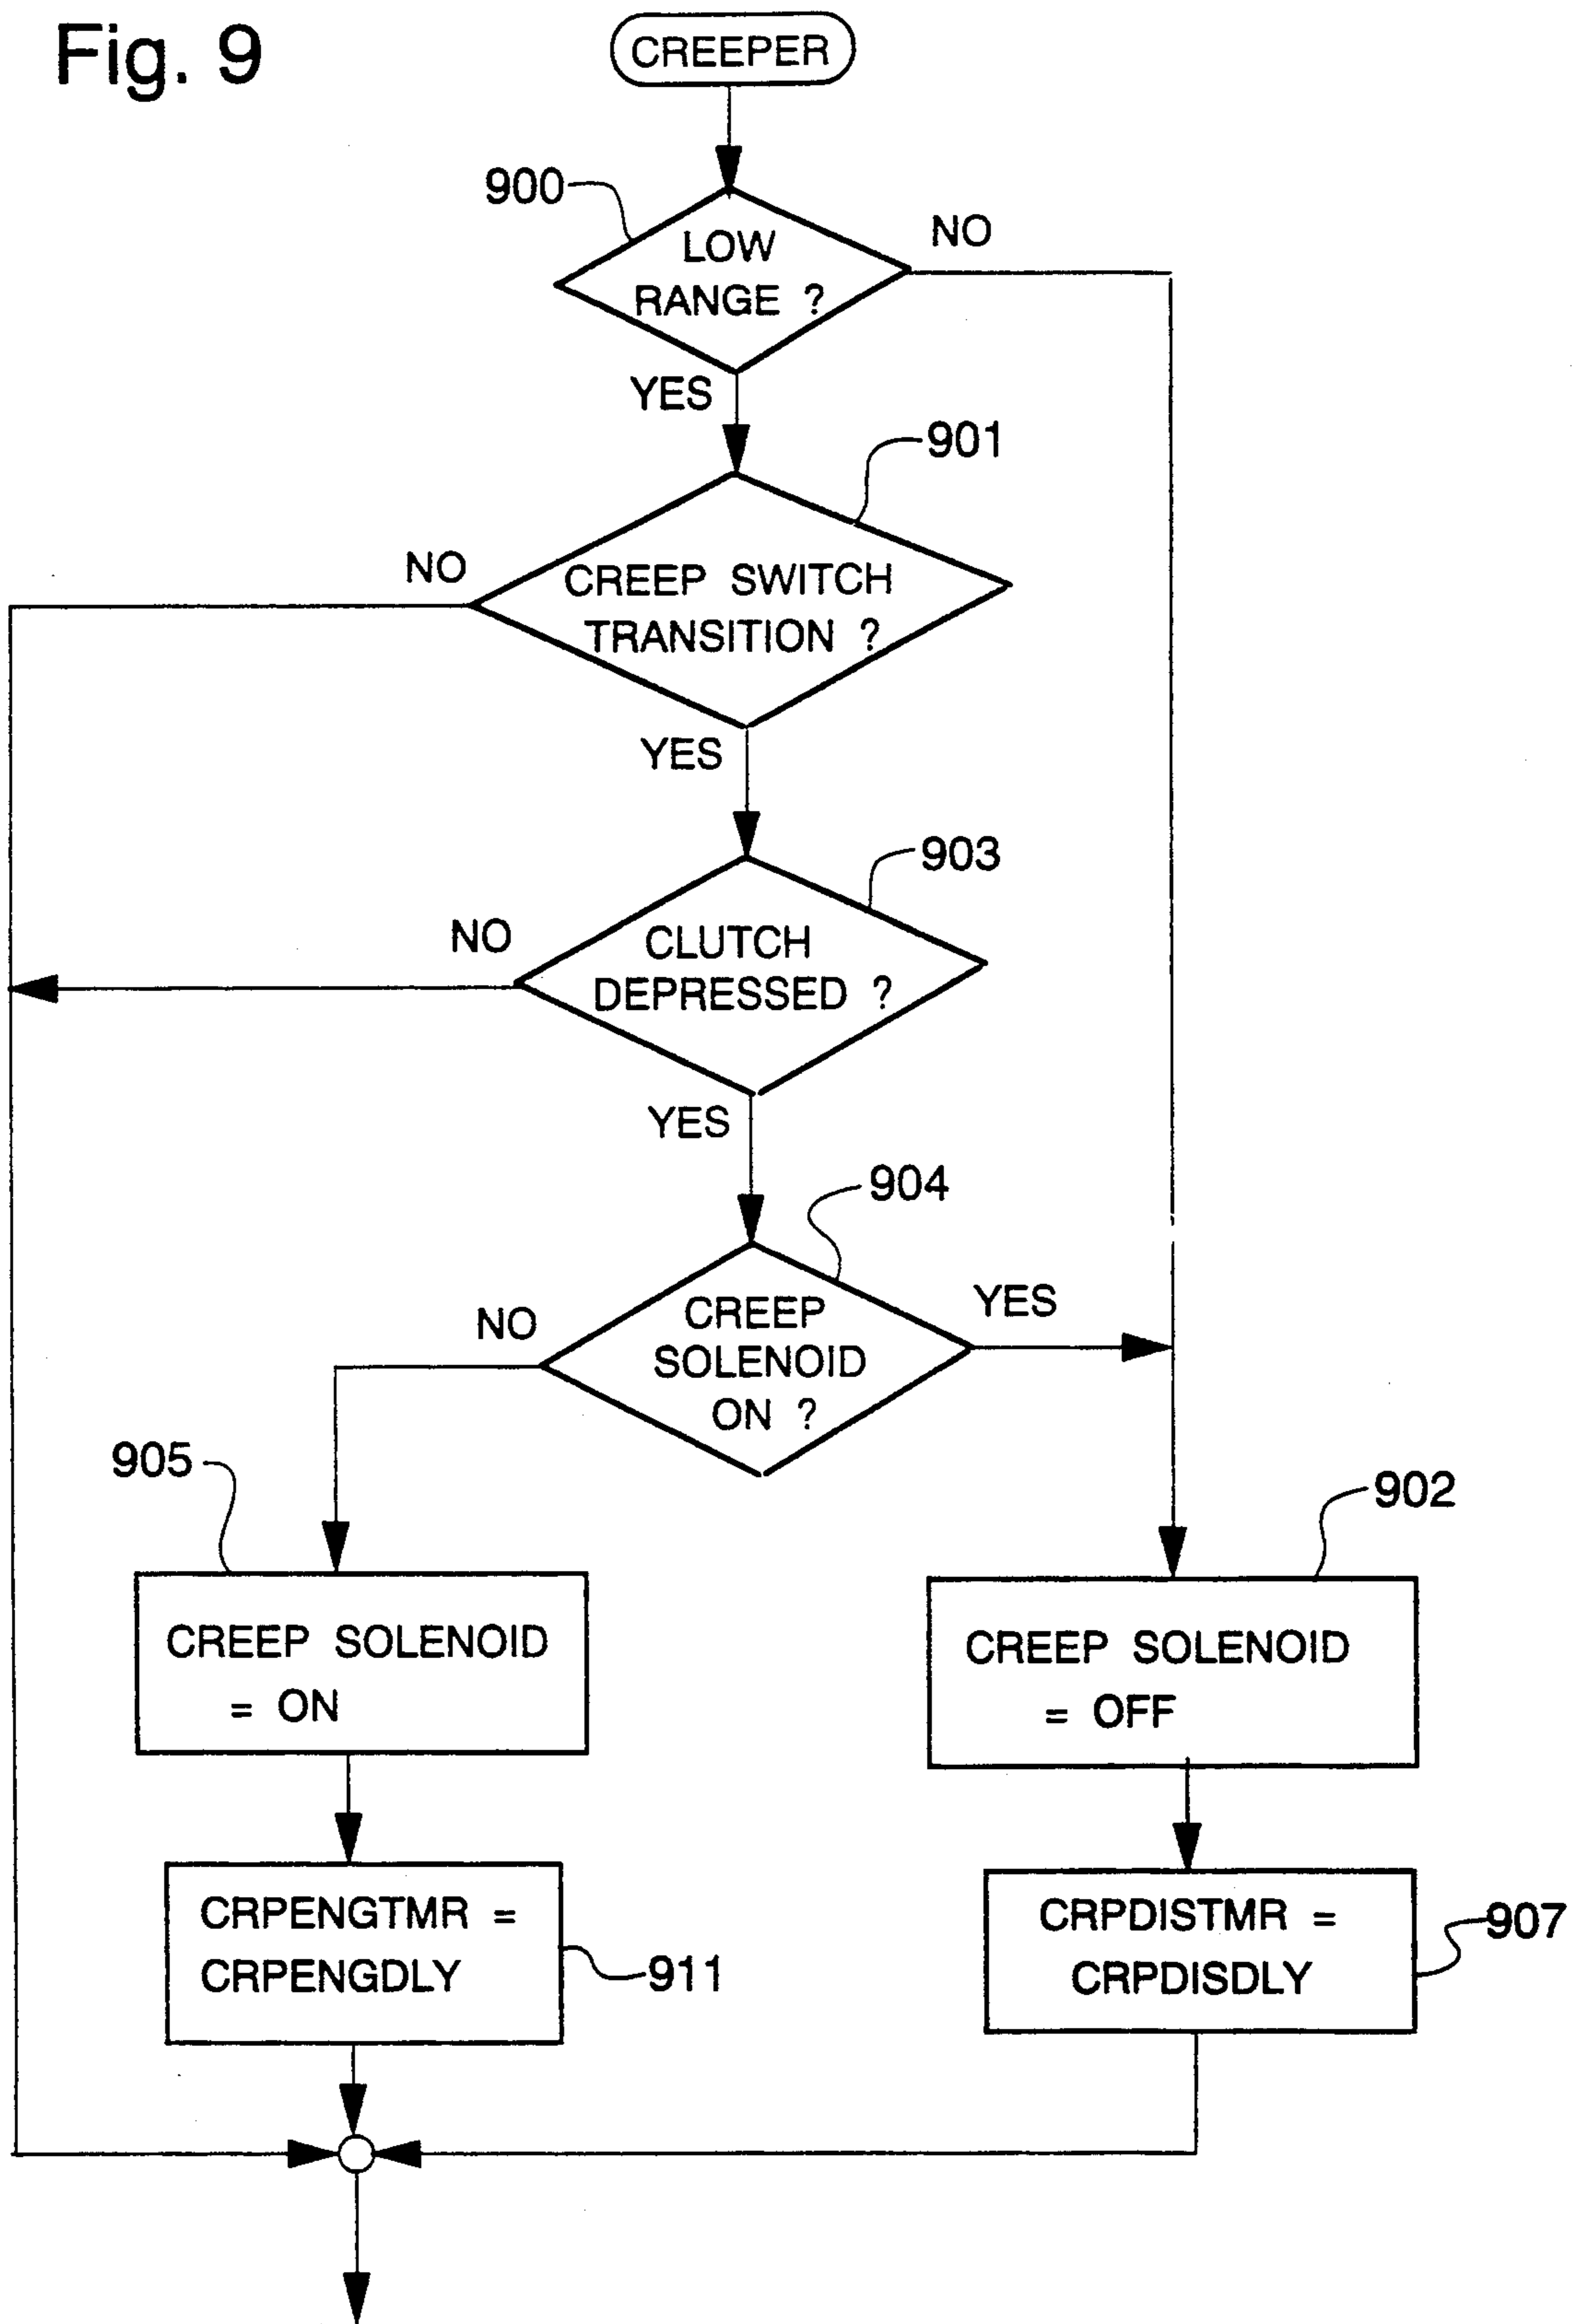 Fig. 9
CREEPER
900
LOW
RANGE ?
NO
YES
901
NO
CREEP SWITCH
TRANSITION ?
YES
903
NO
CLUTCH
DEPRESSED ?
YES
904
NO
CREEP
SOLENOID
ON ?
YES
905
902
CREEP SOLENOID
= ON
CREEP SOLENOID
= OFF
CRPENGTMR =
CRPENGDLY
911
CRPDISTMR =
CRPDISDLY
907